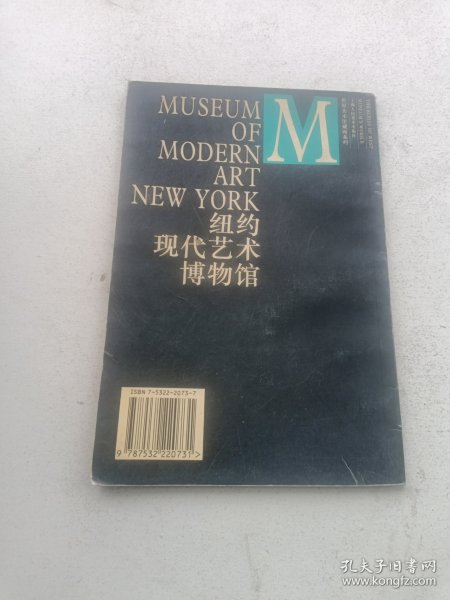 MUSEUM
OF
MODERN
ART
NEW YORK
纽约
现代艺术
博物馆
M
ISBN 7-5322-2073-7
9 787532 220731 >
孔夫子旧书网
www.kongfz.com